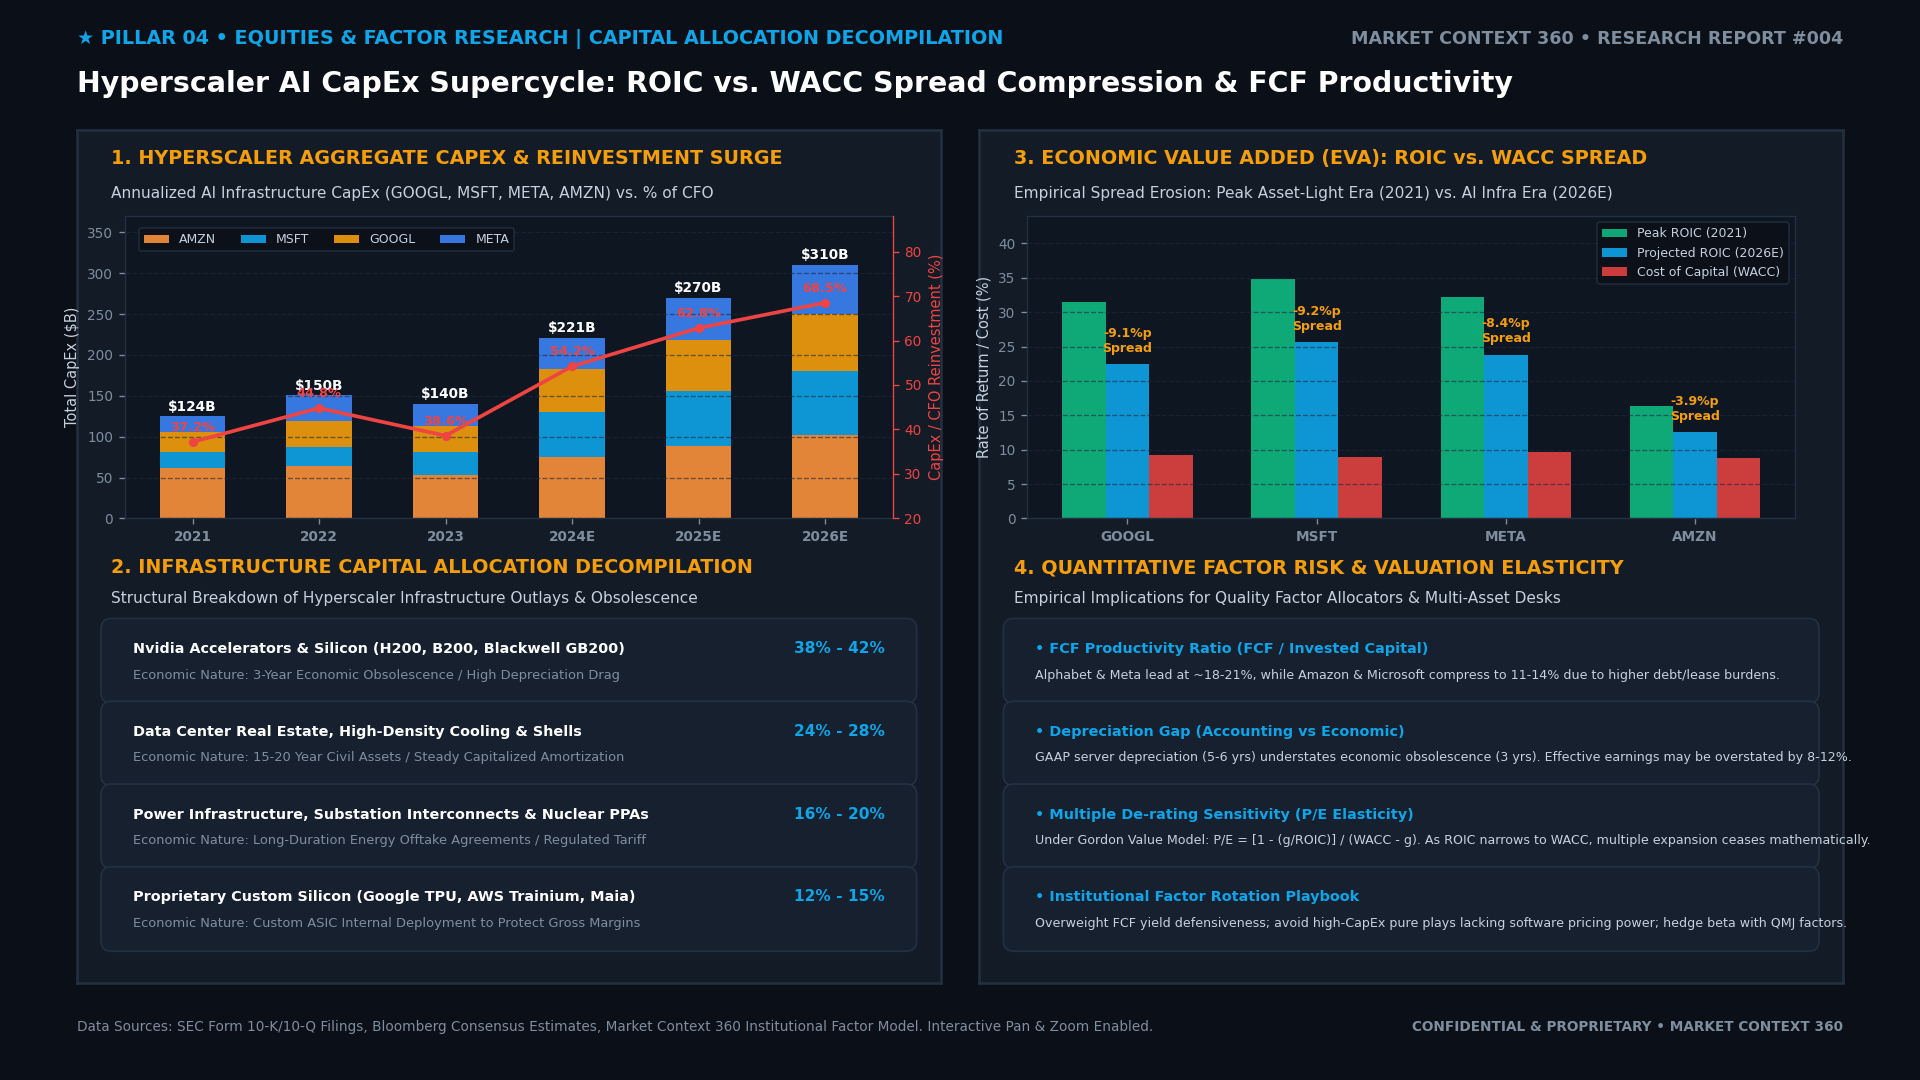 ★ PILLAR 04 • EQUITIES & FACTOR RESEARCH | CAPITAL ALLOCATION DECOMPILATION
MARKET CONTEXT 360 • RESEARCH REPORT #004
Hyperscaler AI CapEx Supercycle: ROIC vs. WACC Spread Compression & FCF Productivity
1. HYPERSCALER AGGREGATE CAPEX & REINVESTMENT SURGE
Annualized AI Infrastructure CapEx (GOOGL, MSFT, META, AMZN) vs. % of CFO
AMZN MSFT GOOGL META
Total CapEx ($B)
350
300
250
200
150
100
50
0
$124B
$150B
$140B
$221B
$270B
$310B
37.2%
44.8%
38.6%
54.2%
62.8%
68.5%
80
70
60
50
40
30
20
CapEx / CFO Reinvestment (%)
2021 2022 2023 2024E 2025E 2026E
2. INFRASTRUCTURE CAPITAL ALLOCATION DECOMPILATION
Structural Breakdown of Hyperscaler Infrastructure Outlays & Obsolescence
Nvidia Accelerators & Silicon (H200, B200, Blackwell GB200) 38% - 42%
Economic Nature: 3-Year Economic Obsolescence / High Depreciation Drag
Data Center Real Estate, High-Density Cooling & Shells 24% - 28%
Economic Nature: 15-20 Year Civil Assets / Steady Capitalized Amortization
Power Infrastructure, Substation Interconnects & Nuclear PPAs 16% - 20%
Economic Nature: Long-Duration Energy Offtake Agreements / Regulated Tariff
Proprietary Custom Silicon (Google TPU, AWS Trainium, Maia) 12% - 15%
Economic Nature: Custom ASIC Internal Deployment to Protect Gross Margins
3. ECONOMIC VALUE ADDED (EVA): ROIC vs. WACC SPREAD
Empirical Spread Erosion: Peak Asset-Light Era (2021) vs. AI Infra Era (2026E)
Peak ROIC (2021)
Projected ROIC (2026E)
Cost of Capital (WACC)
Rate of Return / Cost (%)
40
35
30
25
20
15
10
5
0
-9.1%p
Spread
-9.2%p
Spread
-8.4%p
Spread
-3.9%p
Spread
GOOGL MSFT META AMZN
4. QUANTITATIVE FACTOR RISK & VALUATION ELASTICITY
Empirical Implications for Quality Factor Allocators & Multi-Asset Desks
• FCF Productivity Ratio (FCF / Invested Capital)
Alphabet & Meta lead at ~18-21%, while Amazon & Microsoft compress to 11-14% due to higher debt/lease burdens.
• Depreciation Gap (Accounting vs Economic)
GAAP server depreciation (5-6 yrs) understates economic obsolescence (3 yrs). Effective earnings may be overstated by 8-12%.
• Multiple De-rating Sensitivity (P/E Elasticity)
Under Gordon Value Model: P/E = [1 - (g/ROIC)] / (WACC - g). As ROIC narrows to WACC, multiple expansion ceases mathematically.
• Institutional Factor Rotation Playbook
Overweight FCF yield defensiveness; avoid high-CapEx pure plays lacking software pricing power; hedge beta with QMJ factors.
Data Sources: SEC Form 10-K/10-Q Filings, Bloomberg Consensus Estimates, Market Context 360 Institutional Factor Model. Interactive Pan & Zoom Enabled.
CONFIDENTIAL & PROPRIETARY • MARKET CONTEXT 360